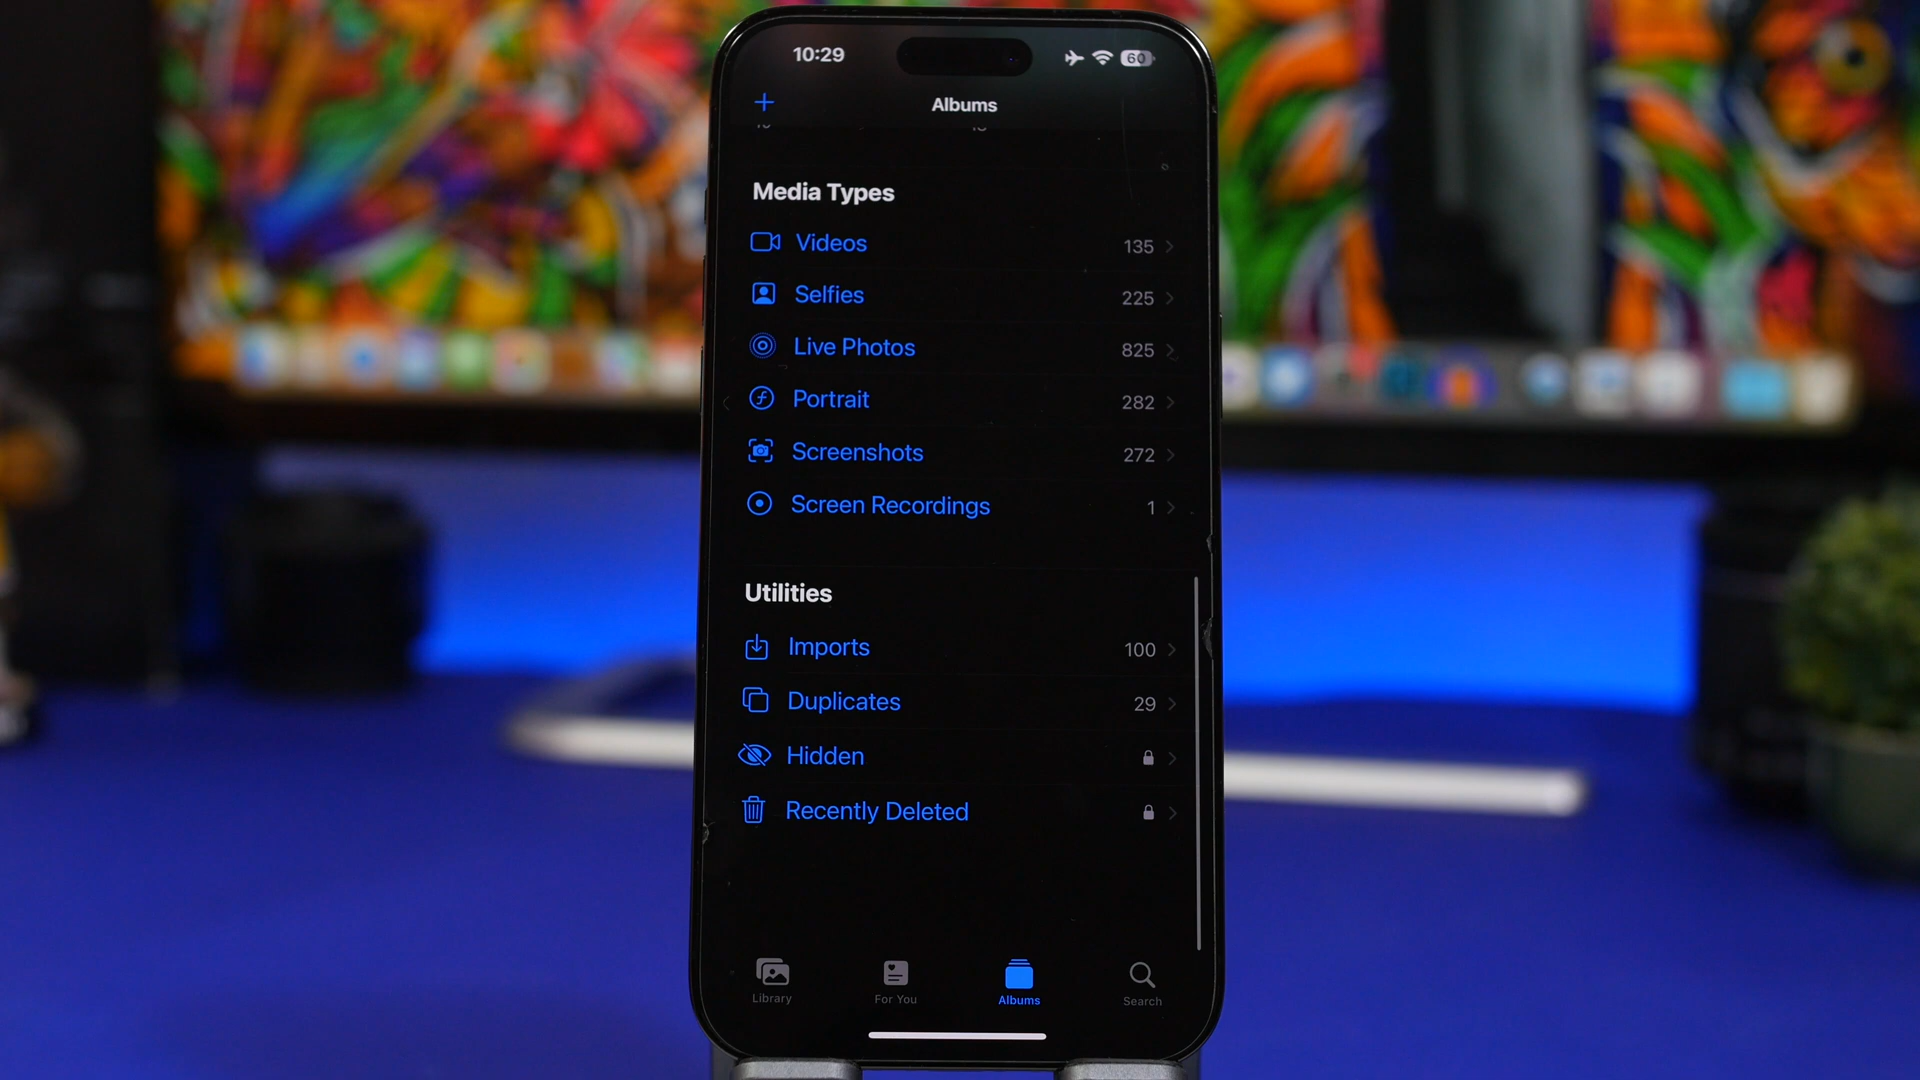 10:29 60
Albums
Media Types
Videos 135
Selfies 225
Live Photos 825
Portrait 282
Screenshots 272
Screen Recordings 1
Utilities
Imports 100
Duplicates 29
Hidden
Recently Deleted
Library For You Albums Search